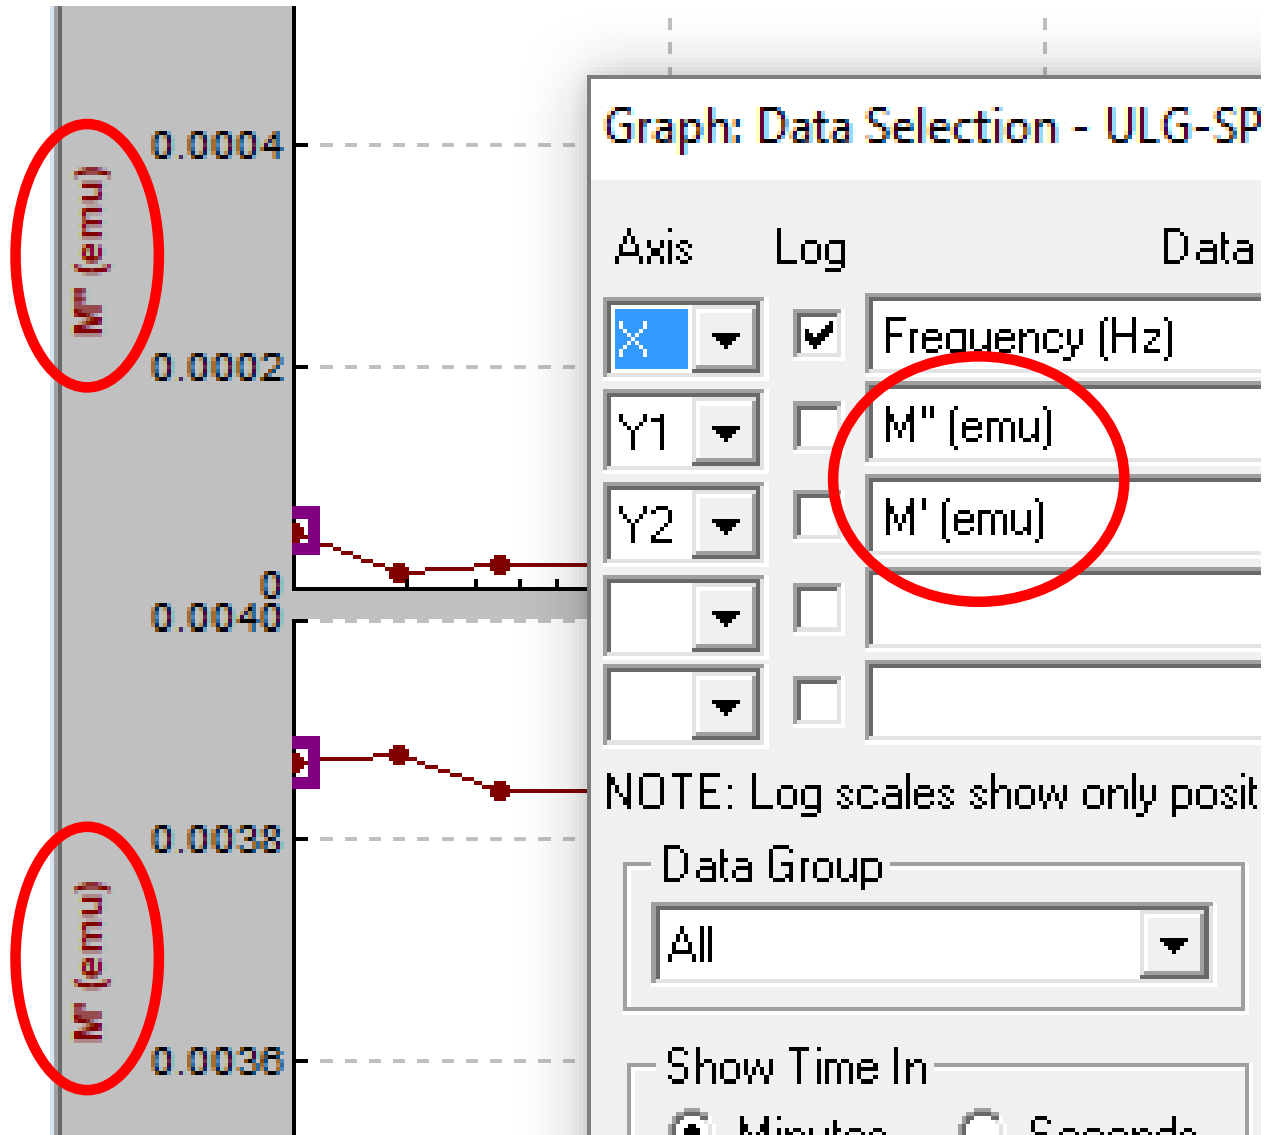 M" (emu)
0.0004
0.0002
0
0.0040
0.0038
M' (emu)
0.0036
Graph: Data Selection - ULG-SP
Axis Log Data
X Frequency (Hz)
Y1 M" (emu)
Y2 M' (emu)
NOTE: Log scales show only posit
Data Group
All
Show Time In
Minutes Seconds